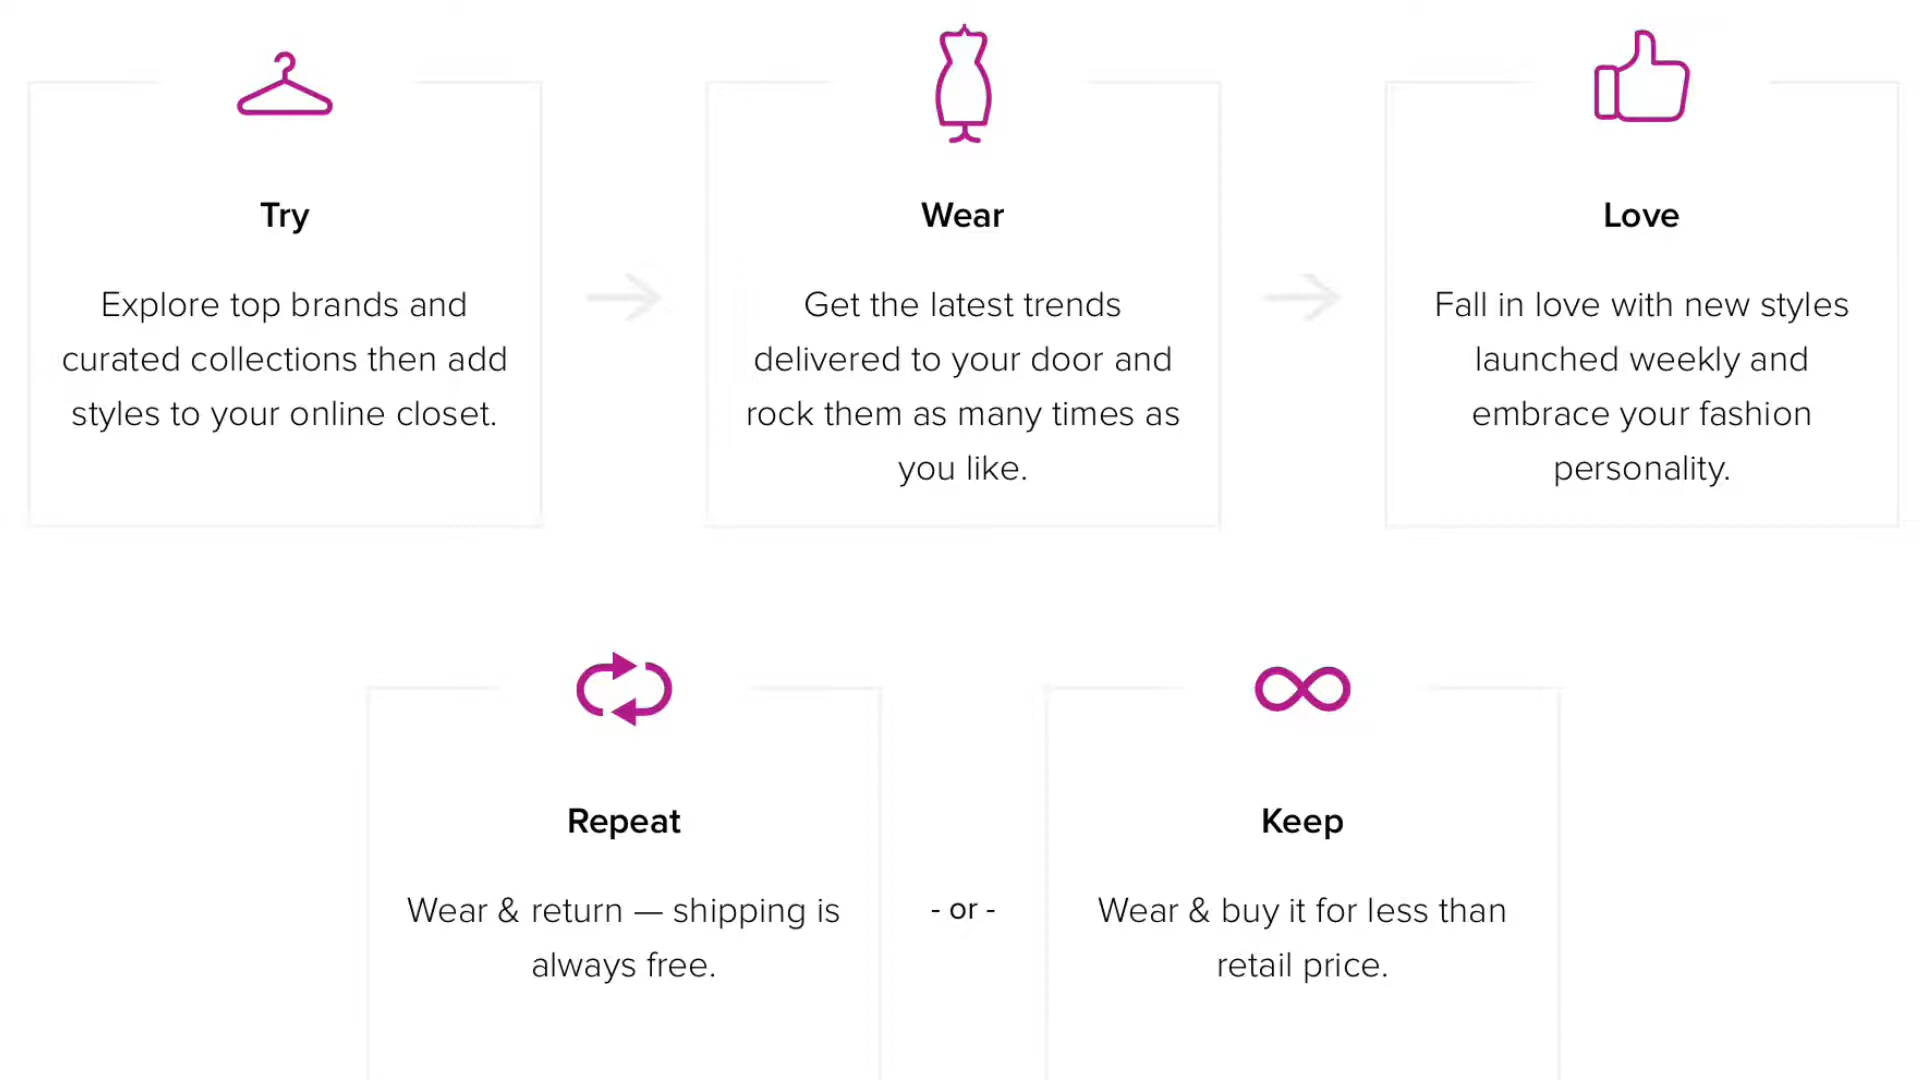 Try
Explore top brands and
curated collections then add
styles to your online closet.
Wear
Get the latest trends
delivered to your door and
rock them as many times as
you like.
Love
Fall in love with new styles
launched weekly and
embrace your fashion
personality.
Repeat
Wear & return — shipping is
always free.
- or -
Keep
Wear & buy it for less than
retail price.